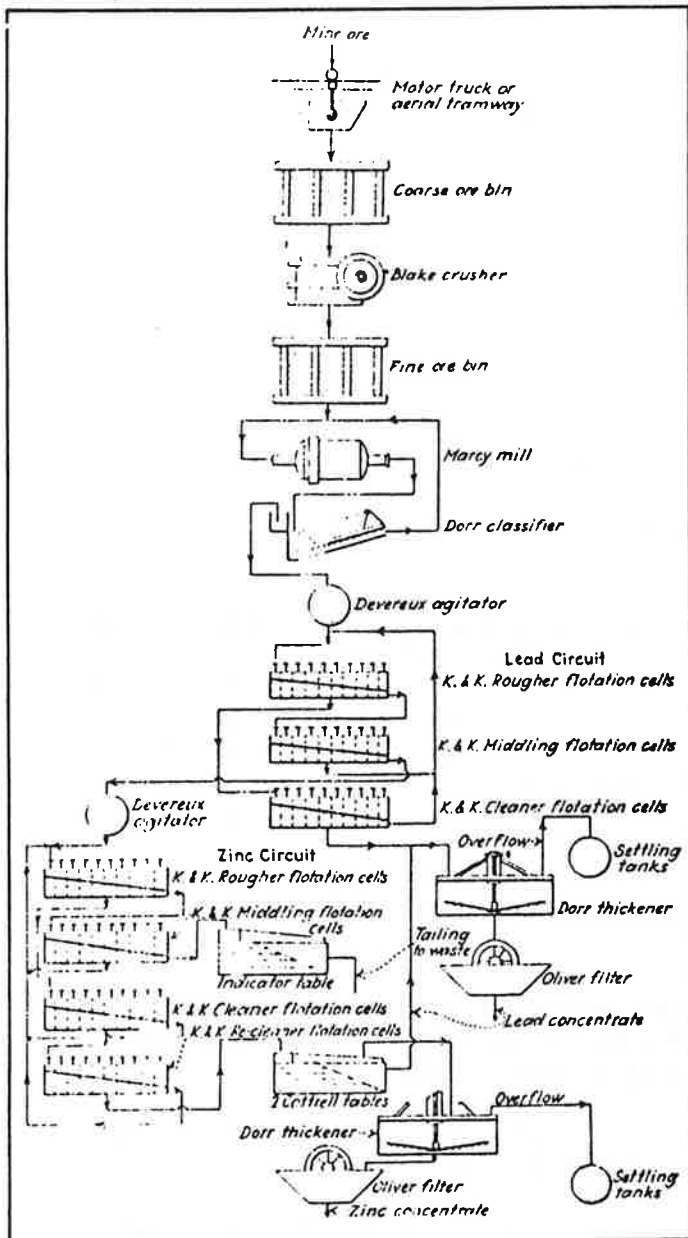 Mine ore
Motor truck or
aerial tramway
Coarse ore bin
Blake crusher
Fine ore bin
Marcy mill
Dorr classifier
Devereux agitator
Lead Circuit
K. & K. Rougher flotation cells
K. & K. Middling flotation cells
K. & K. Cleaner flotation cells
Devereux
agitator
Overflow
Settling
tanks
Zinc Circuit
K. & K. Rougher flotation cells
Dorr thickener
K. & K Middling flotation
cells
Tailing
to waste
Indicator table
Oliver filter
K & K Cleaner flotation cells
Lead concentrate
K & K Re-cleaner flotation cells
2 Cottrell tables
Overflow
Dorr thickener
Oliver filter
Settling
tanks
Zinc concentrate